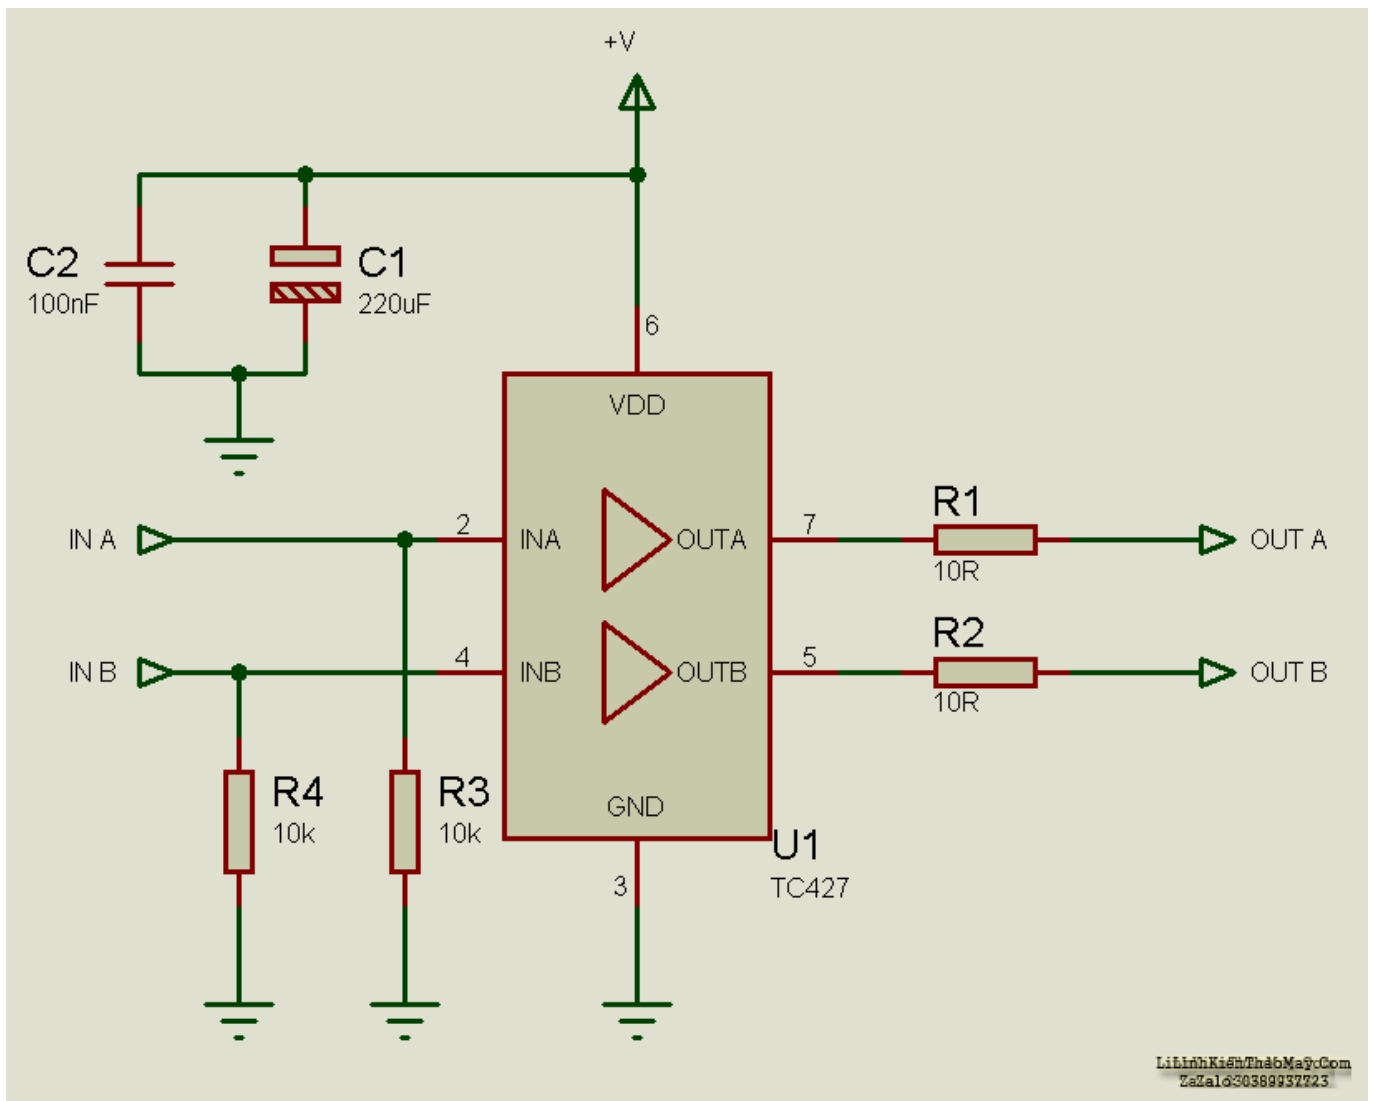 +V
C2
100nF
C1
220uF
6
VDD
IN A
2
INA
OUTA
7
R1
10R
OUT A
IN B
4
INB
OUTB
5
R2
10R
OUT B
R4
10k
R3
10k
GND
U1
TC427
3